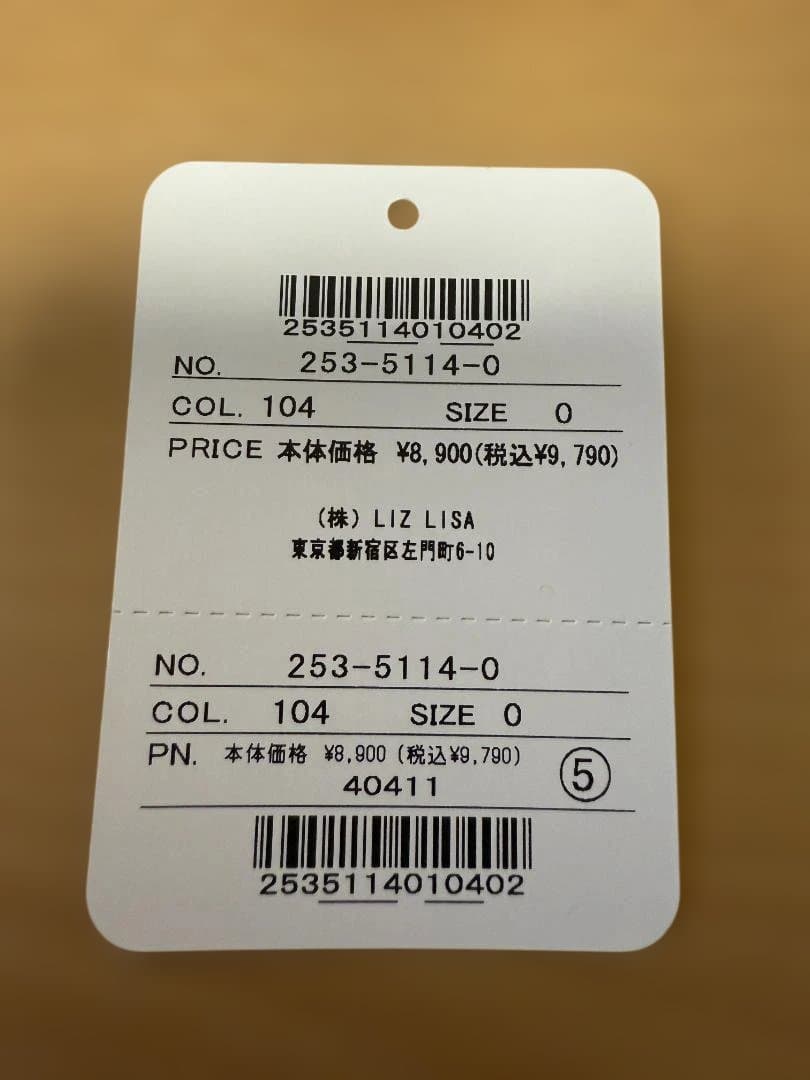 2535114010402
NO. 253-5114-0
COL. 104 SIZE 0
PRICE 本体価格 ¥8,900(税込¥9,790)
(株) LIZ LISA
東京都新宿区左門町6-10
NO. 253-5114-0
COL. 104 SIZE 0
PN. 本体価格 ¥8,900 (税込¥9,790)
40411 ⑤
2535114010402